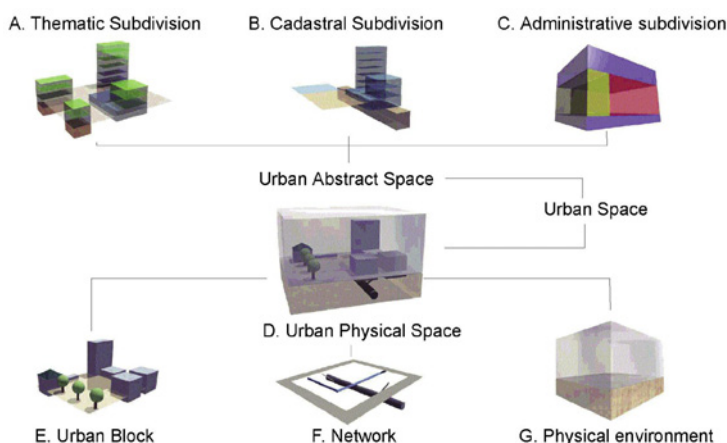 A. Thematic Subdivision
B. Cadastral Subdivision
C. Administrative subdivision
Urban Abstract Space
Urban Space
D. Urban Physical Space
E. Urban Block
F. Network
G. Physical environment